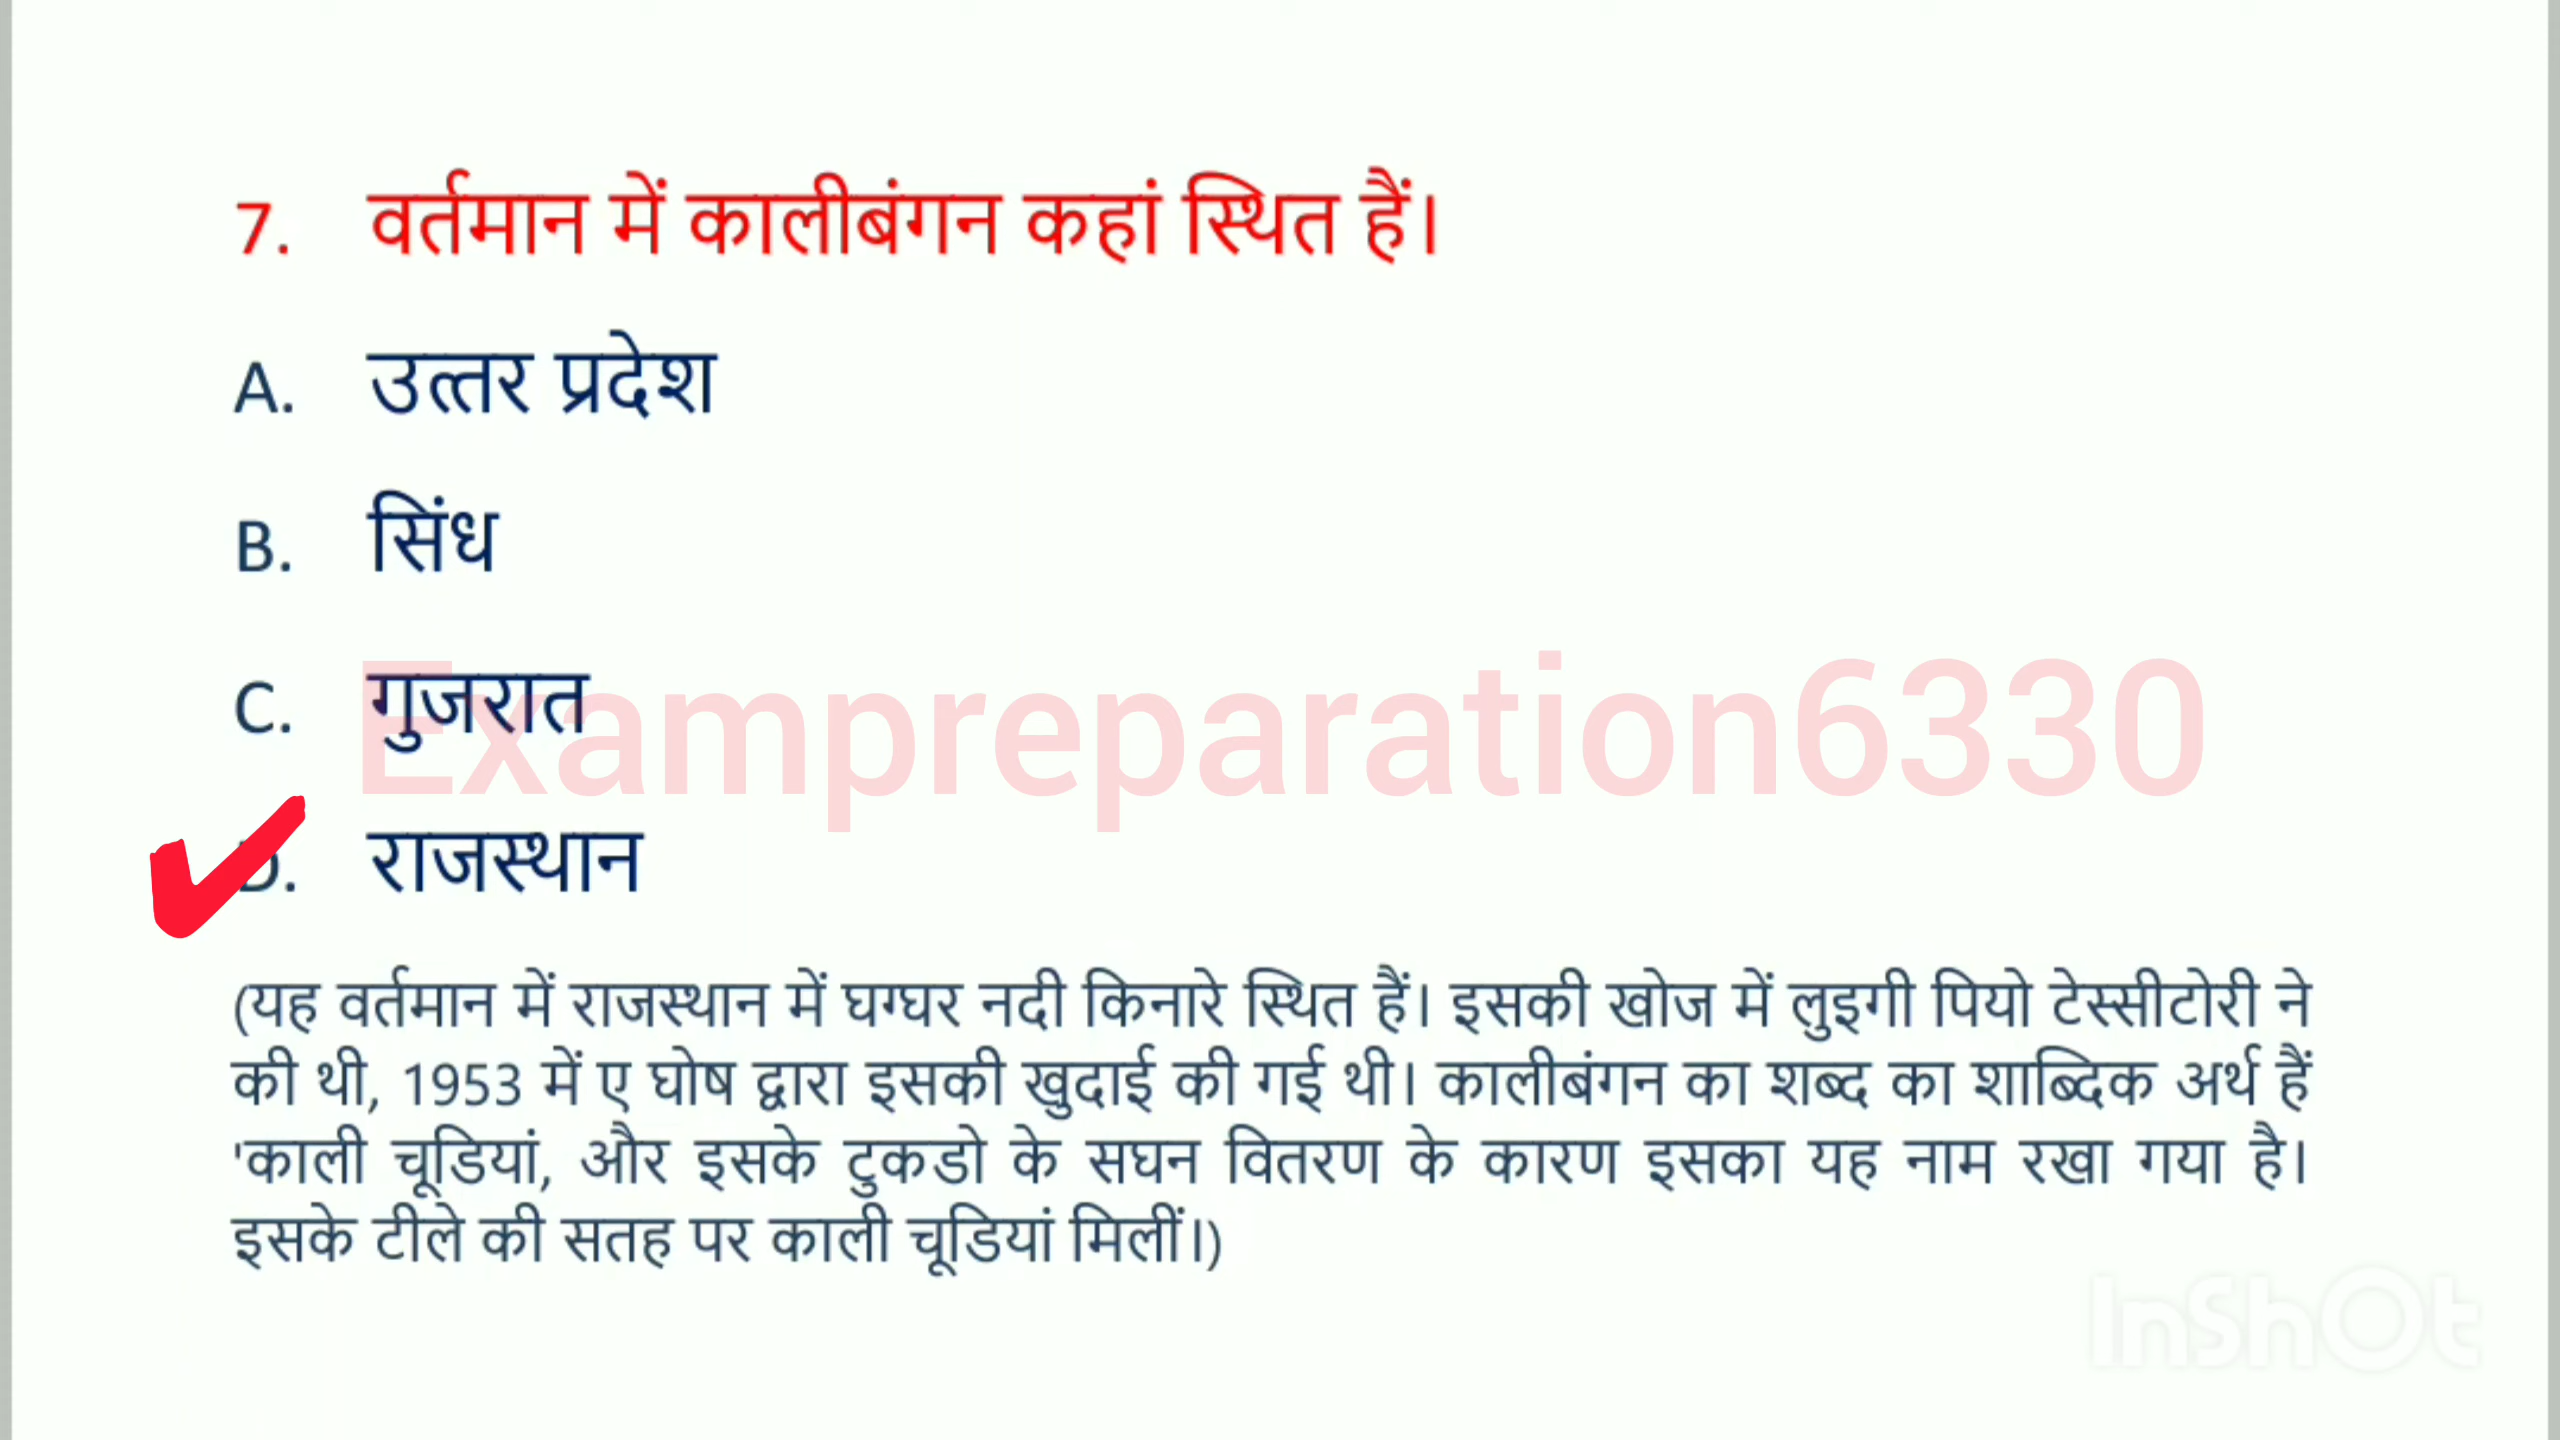 7. वर्तमान में कालीबंगन कहां स्थित हैं।
A. उत्तर प्रदेश
B. सिंध
C. गुजरात
Exampreparation6330
D. राजस्थान
(यह वर्तमान में राजस्थान में घग्घर नदी किनारे स्थित हैं। इसकी खोज में लुइगी पियो टेस्सीटोरी ने
की थी, 1953 में ए घोष द्वारा इसकी खुदाई की गई थी। कालीबंगन का शब्द का शाब्दिक अर्थ हैं
'काली चूडियां, और इसके टुकडो के सघन वितरण के कारण इसका यह नाम रखा गया है।
इसके टीले की सतह पर काली चूडियां मिलीं।)
InShOt